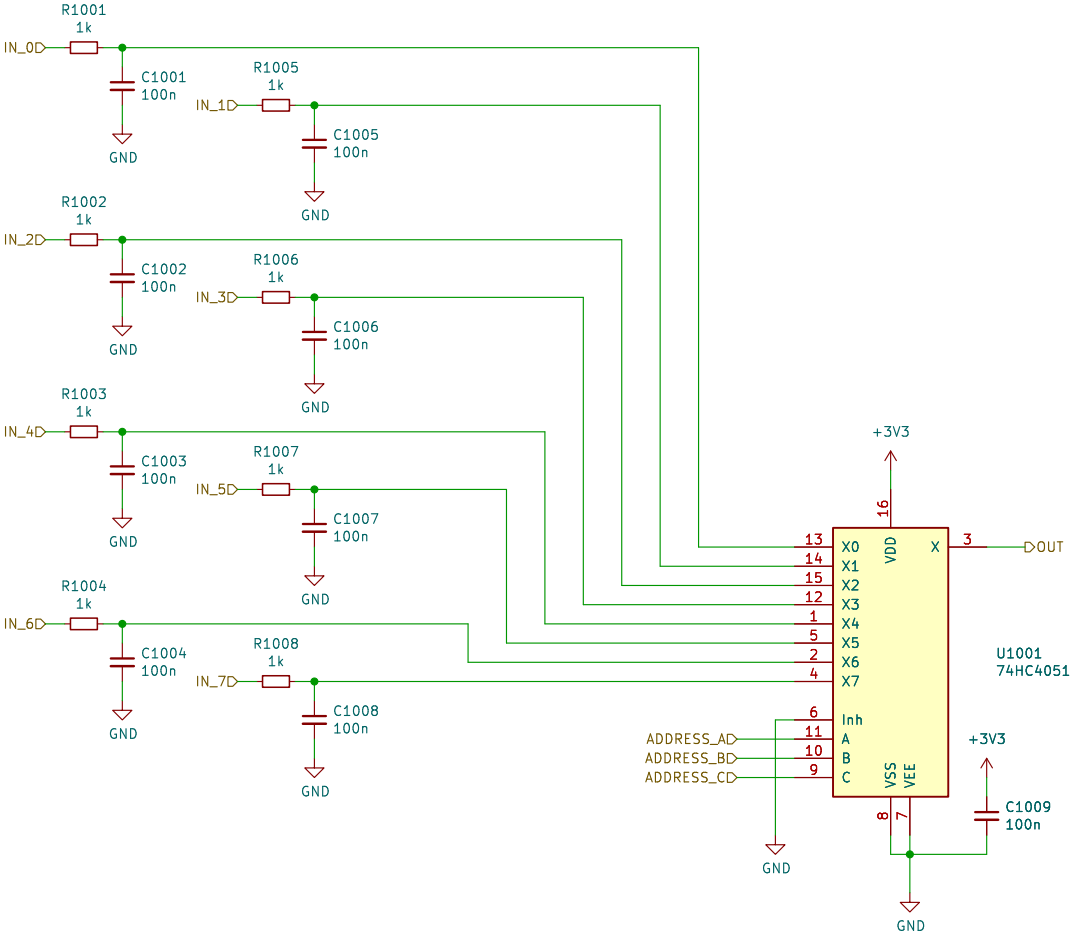 R1001
1k
IN_0
C1001
100n
GND
R1005
1k
IN_1
C1005
100n
GND
R1002
1k
IN_2
C1002
100n
GND
R1006
1k
IN_3
C1006
100n
GND
R1003
1k
IN_4
C1003
100n
GND
R1007
1k
IN_5
C1007
100n
GND
R1004
1k
IN_6
C1004
100n
GND
R1008
1k
IN_7
C1008
100n
GND
+3V3
16
VDD
13 X0
14 X1
15 X2
12 X3
1 X4
5 X5
2 X6
4 X7
6 Inh
ADDRESS_A 11 A
ADDRESS_B 10 B
ADDRESS_C 9 C
X 3 OUT
U1001
74HC4051
VSS
VEE
8
7
+3V3
C1009
100n
GND
GND